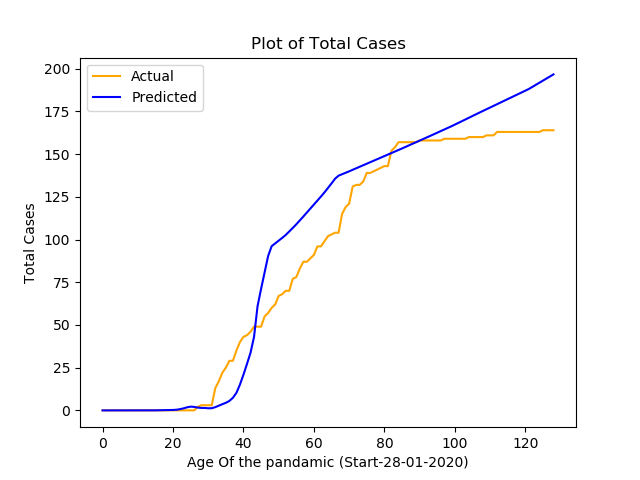 Plot of Total Cases
Actual
Predicted
200
175
150
125
100
75
50
25
0
Total Cases
0 20 40 60 80 100 120
Age Of the pandamic (Start-28-01-2020)